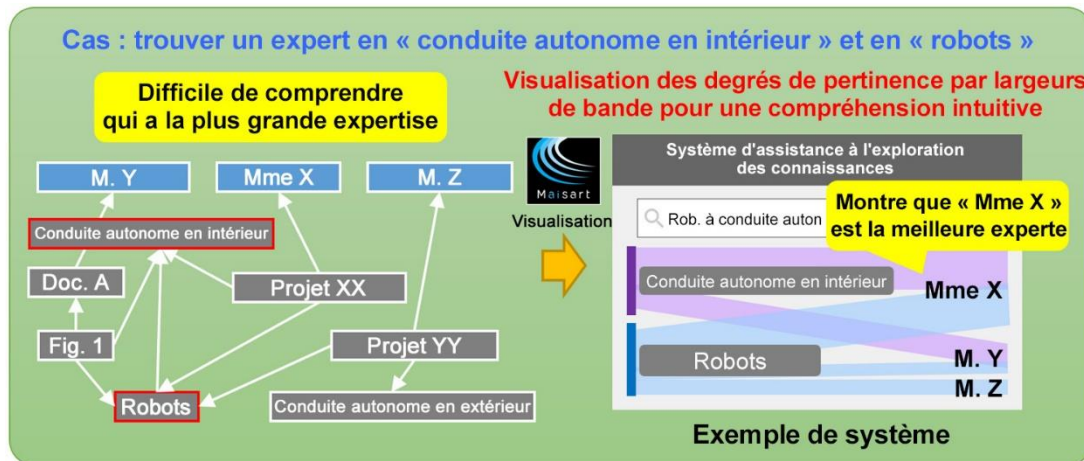 Cas : trouver un expert en « conduite autonome en intérieur » et en « robots »
Difficile de comprendre
qui a la plus grande expertise
M. Y
Mme X
M. Z
Conduite autonome en intérieur
Doc. A
Projet XX
Fig. 1
Projet YY
Robots
Conduite autonome en extérieur
Visualisation des degrés de pertinence par largeurs
de bande pour une compréhension intuitive
Maisart
Visualisation
Système d'assistance à l'exploration
des connaissances
Rob. à conduite auton
Montre que « Mme X »
est la meilleure experte
Conduite autonome en intérieur
Mme X
Robots
M. Y
M. Z
Exemple de système